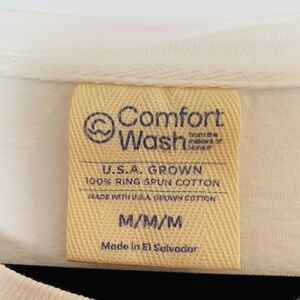 Comfort
Wash from the makers of Hanes
U.S.A. GROWN
100% RING SPUN COTTON
MADE WITH U.S.A. GROWN COTTON
M/M/M
Made in El Salvador